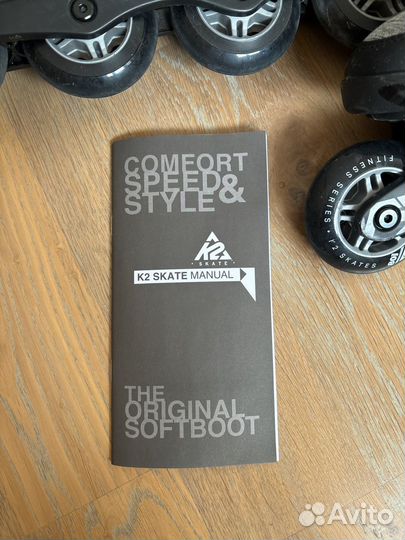 COMFORT
SPEED&
STYLE
K2
SKATE
K2 SKATE MANUAL
THE
ORIGINAL
SOFTBOOT
FITNESS SERIES • K2 SKATES
Avito